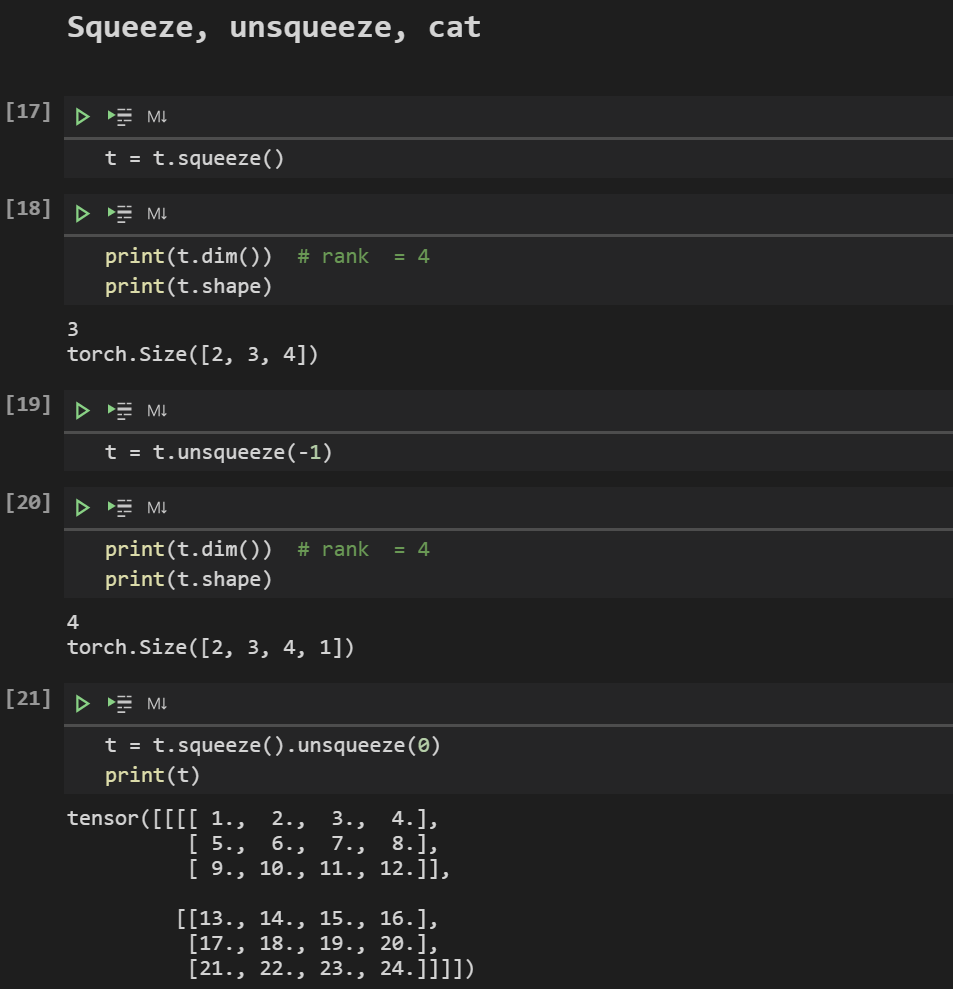 Squeeze, unsqueeze, cat
[17]
M↓
t = t.squeeze()
[18]
M↓
print(t.dim())  # rank  = 4
print(t.shape)
3
torch.Size([2, 3, 4])
[19]
M↓
t = t.unsqueeze(-1)
[20]
M↓
print(t.dim())  # rank  = 4
print(t.shape)
4
torch.Size([2, 3, 4, 1])
[21]
M↓
t = t.squeeze().unsqueeze(0)
print(t)
tensor([[[[ 1.,  2.,  3.,  4.],
          [ 5.,  6.,  7.,  8.],
          [ 9., 10., 11., 12.]],
         [[13., 14., 15., 16.],
          [17., 18., 19., 20.],
          [21., 22., 23., 24.]]]])